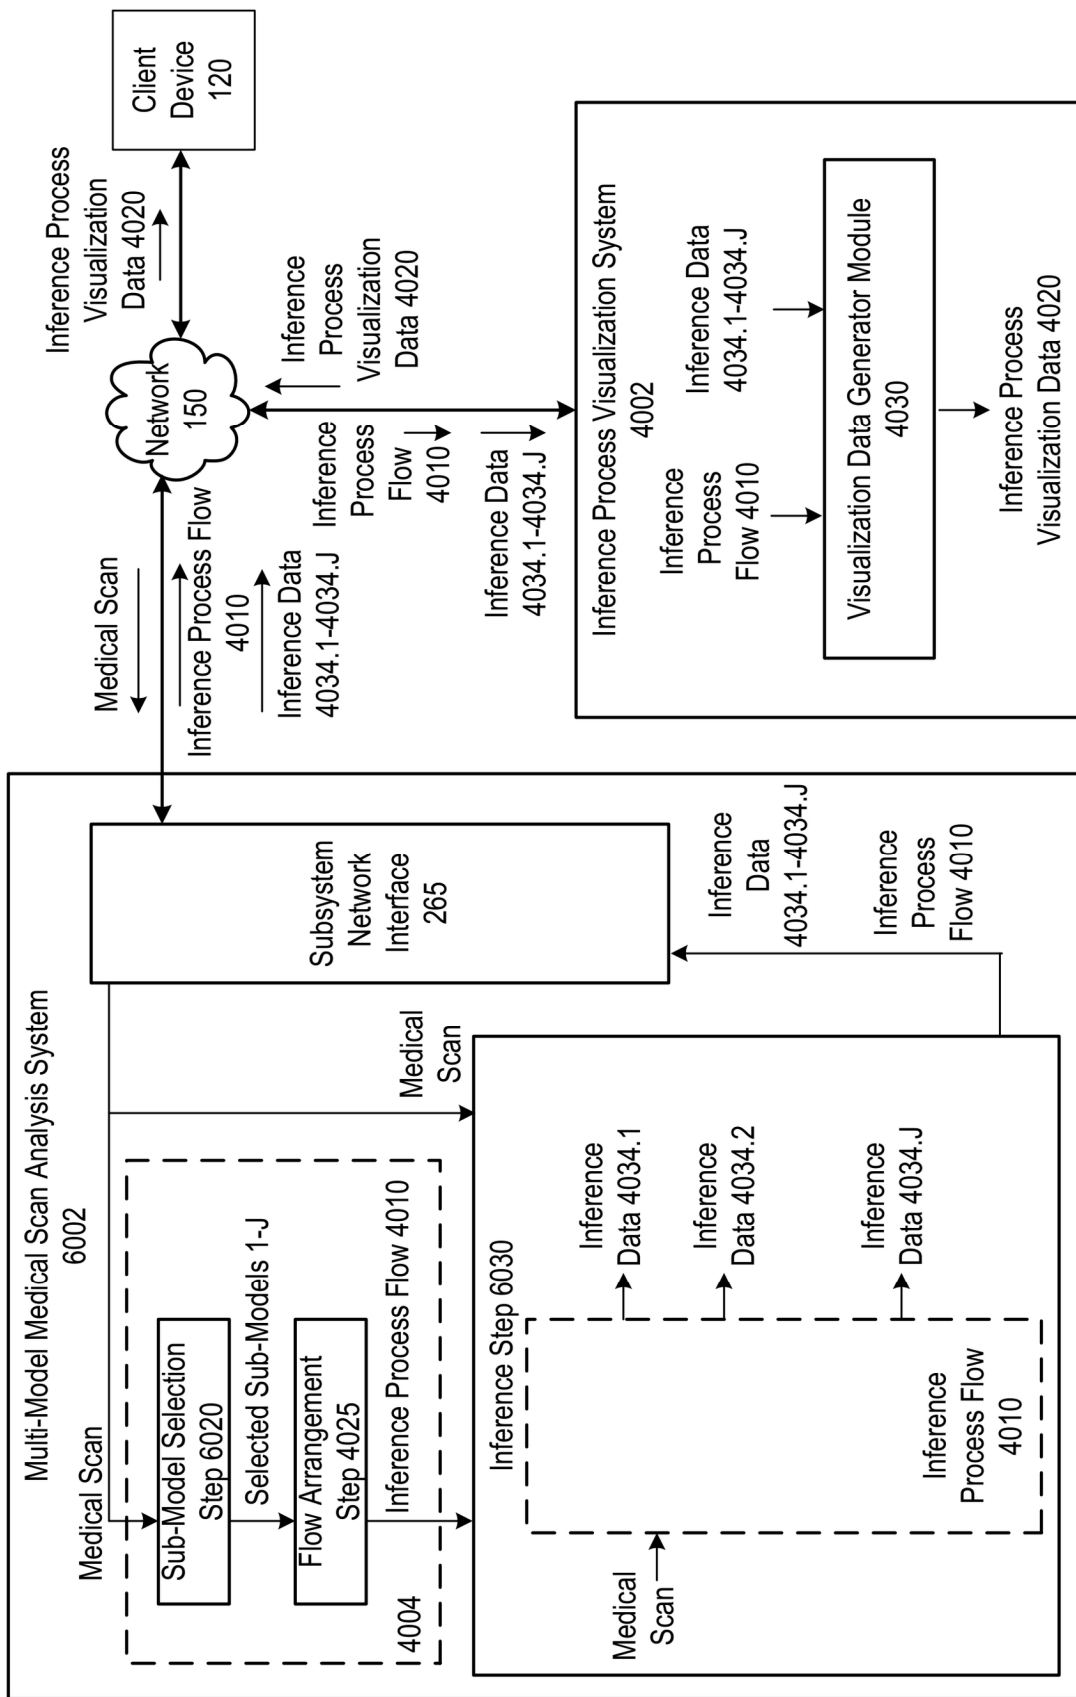 Multi-Model Medical Scan Analysis System
6002
Medical Scan
Sub-Model Selection
Step 6020
Selected Sub-Models 1-J
Flow Arrangement
Step 4025
Inference Process Flow 4010
4004
Medical
Scan
Subsystem
Network
Interface
265
Inference Step 6030
Medical
Scan
Inference
Process Flow
4010
Inference
Data 4034.1
Inference
Data 4034.2
Inference
Data 4034.J
Inference
Data
4034.1-4034.J
Inference
Process
Flow 4010
Medical Scan
Inference Process Flow
4010
Inference Data
4034.1-4034.J
Network
150
Inference Process
Visualization
Data 4020
Client
Device
120
Inference
Process
Visualization
Data 4020
Inference
Process
Flow
4010
Inference Data
4034.1-4034.J
Inference Process Visualization System
4002
Inference
Process
Flow 4010
Inference Data
4034.1-4034.J
Visualization Data Generator Module
4030
Inference Process
Visualization Data 4020